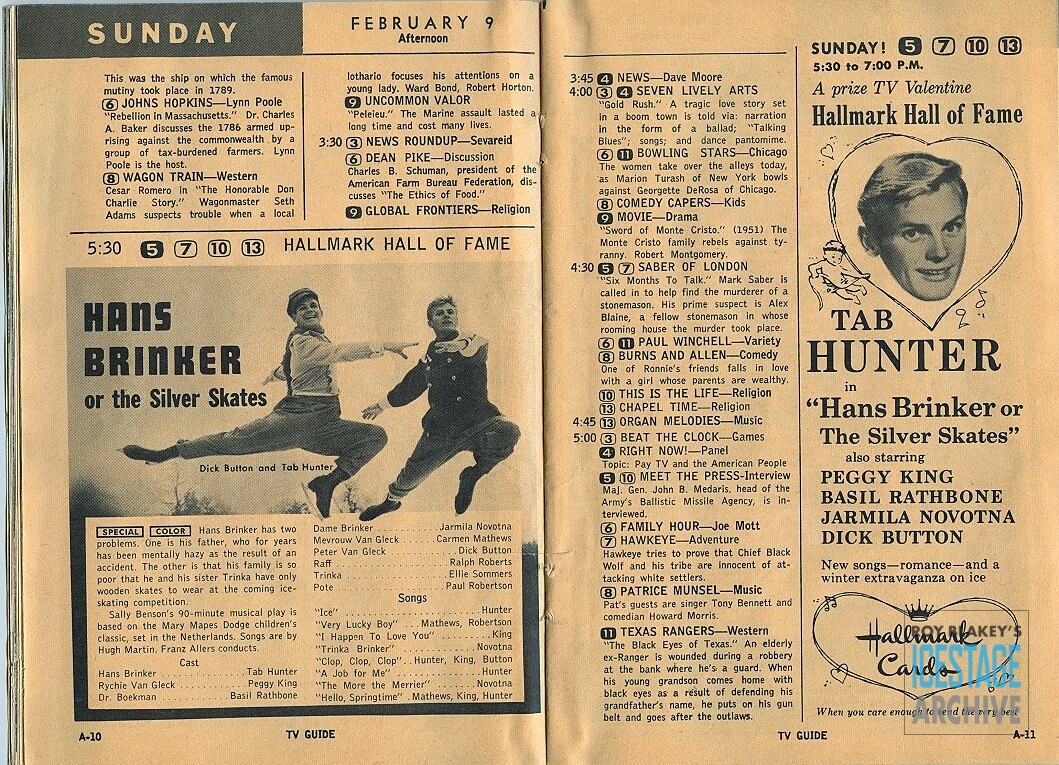 SUNDAY
FEBRUARY 9
Afternoon
This was the ship on which the famous
mutiny took place in 1789.
6 JOHNS HOPKINS—Lynn Poole
"Rebellion in Massachusetts." Dr. Charles
A. Baker discusses the 1786 armed up-
rising against the commonwealth by a
group of tax-burdened farmers. Lynn
Poole is the host.
8 WAGON TRAIN—Western
Cesar Romero in "The Honorable Don
Charlie Story." Wagonmaster Seth
Adams suspects trouble when a local
lothario focuses his attentions on a
young lady. Ward Bond, Robert Horton.
9 UNCOMMON VALOR
"Peleieu." The Marine assault lasted a
long time and cost many lives.
3:30 3 NEWS ROUNDUP—Sevareid
6 DEAN PIKE—Discussion
Charles B. Schuman, president of the
American Farm Bureau Federation, dis-
cusses "The Ethics of Food."
9 GLOBAL FRONTIERS—Religion
5:30 5 7 10 13 HALLMARK HALL OF FAME
HANS
BRINKER
or the Silver Skates
Dick Button and Tab Hunter
SPECIAL COLOR Hans Brinker has two
problems. One is his father, who for years
has been mentally hazy as the result of an
accident. The other is that his family is so
poor that he and his sister Trinka have only
wooden skates to wear at the coming ice-
skating competition.
Sally Benson's 90-minute musical play is
based on the Mary Mapes Dodge children's
classic, set in the Netherlands. Songs are by
Hugh Martin. Franz Allers conducts.
Cast
Hans Brinker ............ Tab Hunter
Rychie Van Gleck ........ Peggy King
Dr. Boekman ......... Basil Rathbone
Dame Brinker ............ Jarmila Novotna
Mevrouw Van Gleck ...... Carmen Mathews
Peter Van Gleck ............ Dick Button
Raff .................... Ralph Roberts
Trinka .................. Ellie Sommers
Pote .................. Paul Robertson
Songs
"Ice" ........................ Hunter
"Very Lucky Boy" ... Mathews, Robertson
"I Happen To Love You" ......... King
"Trinka Brinker" ............ Novotna
"Clop, Clop, Clop" .. Hunter, King, Button
"A Job for Me" .............. Hunter
"The More the Merrier" ...... Novotna
"Hello, Springtime" . Mathews, King, Hunter
A-10
TV GUIDE
3:45 4 NEWS—Dave Moore
4:00 3 4 SEVEN LIVELY ARTS
"Gold Rush." A tragic love story set
in a boom town is told via: narration
in the form of a ballad; "Talking
Blues"; songs; and dance pantomime.
6 11 BOWLING STARS—Chicago
The women take over the alleys today,
as Marion Turash of New York bowls
against Georgette DeRosa of Chicago.
8 COMEDY CAPERS—Kids
9 MOVIE—Drama
"Sword of Monte Cristo." (1951) The
Monte Cristo family rebels against ty-
ranny. Robert Montgomery.
4:30 5 7 SABER OF LONDON
"Six Months To Talk." Mark Saber is
called in to help find the murderer of a
stonemason. His prime suspect is Alex
Blaine, a fellow stonemason in whose
rooming house the murder took place.
6 11 PAUL WINCHELL—Variety
8 BURNS AND ALLEN—Comedy
One of Ronnie's friends falls in love
with a girl whose parents are wealthy.
10 THIS IS THE LIFE—Religion
13 CHAPEL TIME—Religion
4:45 13 ORGAN MELODIES—Music
5:00 3 BEAT THE CLOCK—Games
4 RIGHT NOW!—Panel
Topic: Pay TV and the American People
5 10 MEET THE PRESS-Interview
Maj. Gen. John B. Medaris, head of the
Army's Ballistic Missile Agency, is in-
terviewed.
6 FAMILY HOUR—Joe Mott
7 HAWKEYE—Adventure
Hawkeye tries to prove that Chief Black
Wolf and his tribe are innocent of at-
tacking white settlers.
8 PATRICE MUNSEL—Music
Pat's guests are singer Tony Bennett and
comedian Howard Morris.
11 TEXAS RANGERS—Western
"The Black Eyes of Texas." An elderly
ex-Ranger is wounded during a robbery
at the bank where he's a guard. When
his young grandson comes home with
black eyes as a result of defending his
grandfather's name, he puts on his gun
belt and goes after the outlaws.
SUNDAY! 5 7 10 13
5:30 to 7:00 P.M.
A prize TV Valentine
Hallmark Hall of Fame
TAB
HUNTER
in
"Hans Brinker or
The Silver Skates"
also starring
PEGGY KING
BASIL RATHBONE
JARMILA NOVOTNA
DICK BUTTON
New songs—romance—and a
winter extravaganza on ice
Hallmark
Cards
ROY BLAKEY'S
ICESTAGE
ARCHIVE
When you care enough to send the very best
TV GUIDE
A-11